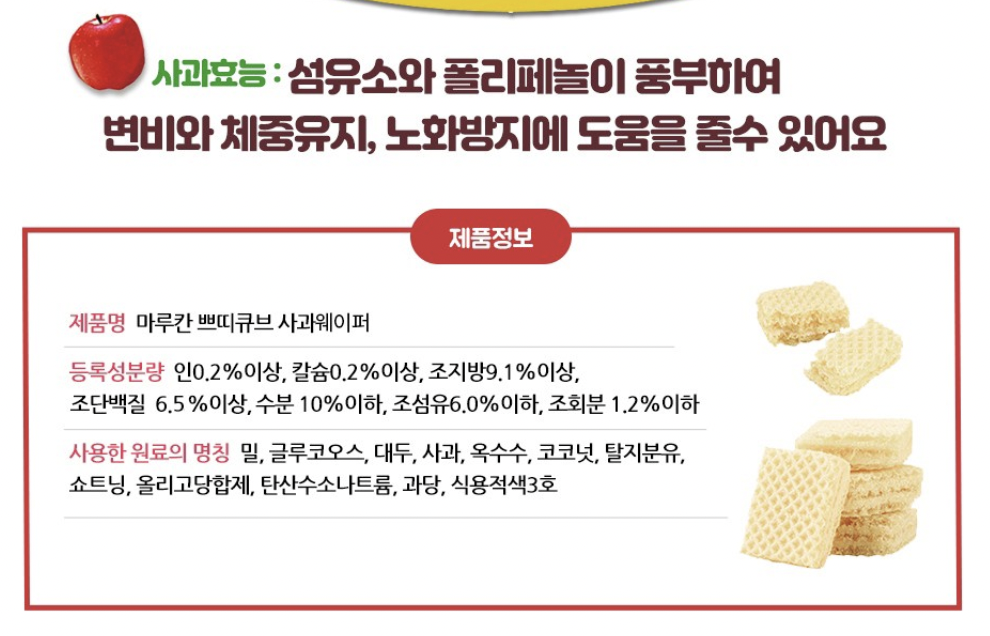 사과효능 : 섬유소와 폴리페놀이 풍부하여
변비와 체중유지, 노화방지에 도움을 줄수 있어요
제품정보
제품명 마루칸 쁘띠큐브 사과웨이퍼
등록성분량 인0.2%이상, 칼슘0.2%이상, 조지방9.1%이상,
조단백질 6.5%이상, 수분 10%이하, 조섬유6.0%이하, 조회분 1.2%이하
사용한 원료의 명칭 밀, 글루코오스, 대두, 사과, 옥수수, 코코넛, 탈지분유,
쇼트닝, 올리고당합제, 탄산수소나트륨, 과당, 식용적색3호